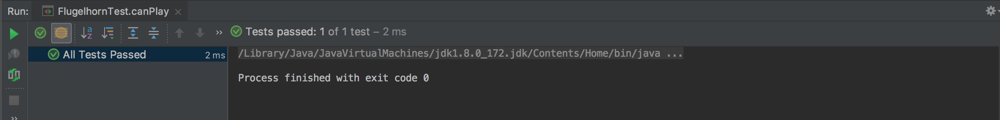 Run: FlugelhornTest.canPlay
Tests passed: 1 of 1 test – 2 ms
All Tests Passed 2 ms
/Library/Java/JavaVirtualMachines/jdk1.8.0_172.jdk/Contents/Home/bin/java ...
Process finished with exit code 0